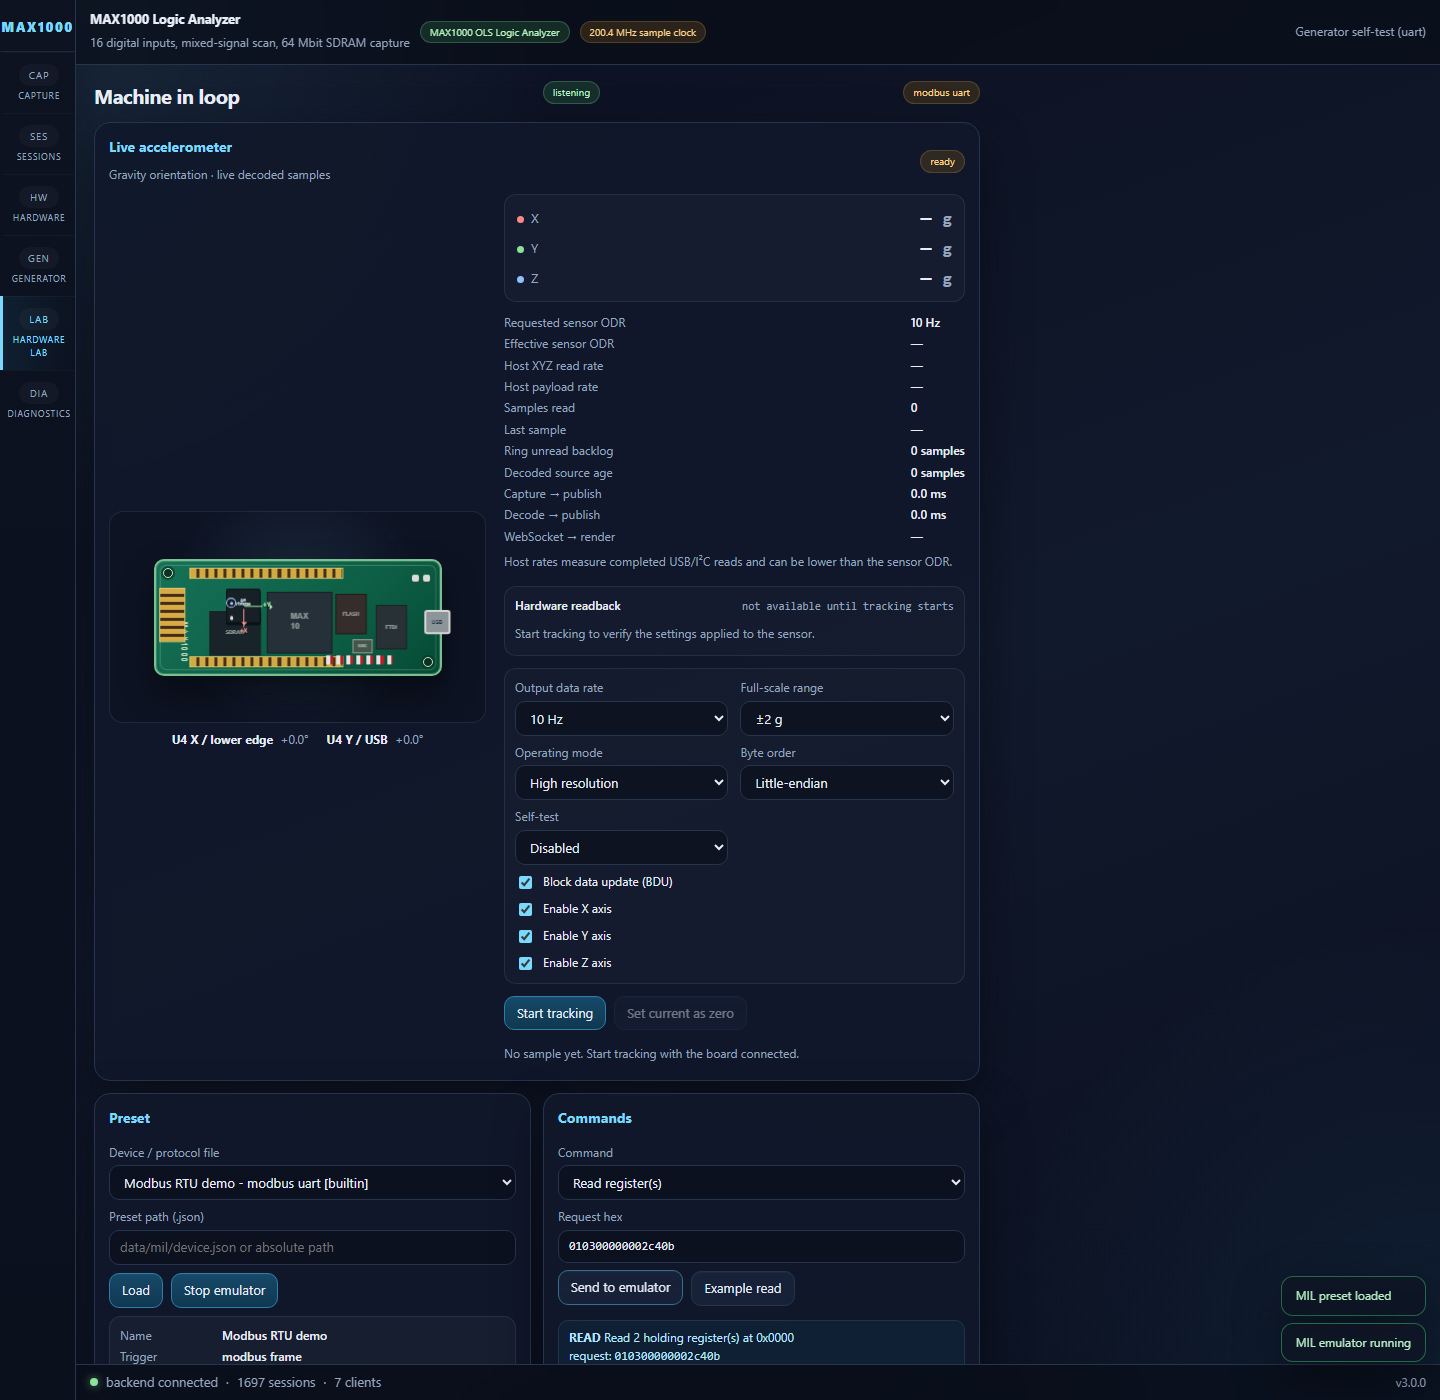 MAX1000
MAX1000 Logic Analyzer
16 digital inputs, mixed-signal scan, 64 Mbit SDRAM capture
MAX1000 OLS Logic Analyzer
200.4 MHz sample clock
Generator self-test (uart)
CAP
CAPTURE
SES
SESSIONS
HW
HARDWARE
GEN
GENERATOR
LAB
HARDWARE
LAB
DIA
DIAGNOSTICS
Machine in loop
listening
modbus uart
Live accelerometer
Gravity orientation · live decoded samples
ready
X — g
Y — g
Z — g
Requested sensor ODR 10 Hz
Effective sensor ODR —
Host XYZ read rate —
Host payload rate —
Samples read 0
Last sample —
Ring unread backlog 0 samples
Decoded source age 0 samples
Capture → publish 0.0 ms
Decode → publish 0.0 ms
WebSocket → render —
Host rates measure completed USB/I²C reads and can be lower than the sensor ODR.
MAX
10
FLASH
FTDI
USB
SDRAM
U4 X / lower edge +0.0° U4 Y / USB +0.0°
Hardware readback not available until tracking starts
Start tracking to verify the settings applied to the sensor.
Output data rate
10 Hz
Full-scale range
±2 g
Operating mode
High resolution
Byte order
Little-endian
Self-test
Disabled
Block data update (BDU)
Enable X axis
Enable Y axis
Enable Z axis
Start tracking
Set current as zero
No sample yet. Start tracking with the board connected.
Preset
Device / protocol file
Modbus RTU demo - modbus uart [builtin]
Preset path (.json)
data/mil/device.json or absolute path
Load
Stop emulator
Name Modbus RTU demo
Trigger modbus frame
Commands
Command
Read register(s)
Request hex
010300000002c40b
Send to emulator
Example read
READ Read 2 holding register(s) at 0x0000
request: 010300000002c40b
MIL preset loaded
MIL emulator running
backend connected · 1697 sessions · 7 clients
v3.0.0